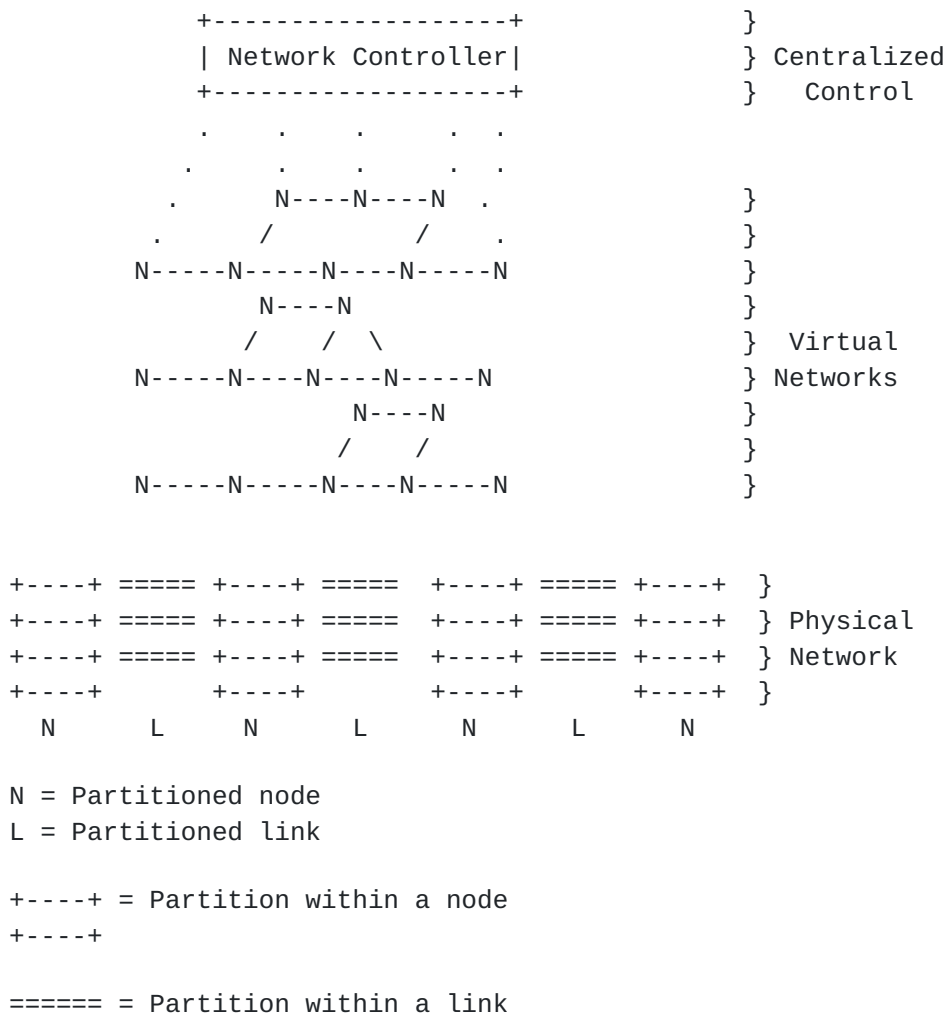 +-------------------+                            }
            | Network Controller|                            } Centralized
            +-------------------+                            }   Control
            .    .    .     .  .
           .     .    .     .  .
          .      N----N----N  .                              }
         .      /         /    .                             }
        N-----N-----N----N-----N                             }
                N----N                                       }
               /    /  \                                     }  Virtual
        N-----N----N----N-----N                              } Networks
                      N----N                                 }
                     /    /                                  }
        N-----N-----N----N-----N                             }
+----+ ===== +----+ =====  +----+ ===== +----+  }
+----+ ===== +----+ =====  +----+ ===== +----+  } Physical
+----+ ===== +----+ =====  +----+ ===== +----+  } Network
+----+       +----+        +----+       +----+  }
  N      L     N      L      N      L     N
N = Partitioned node
L = Partitioned link
+----+ = Partition within a node
+----+
====== = Partition within a link